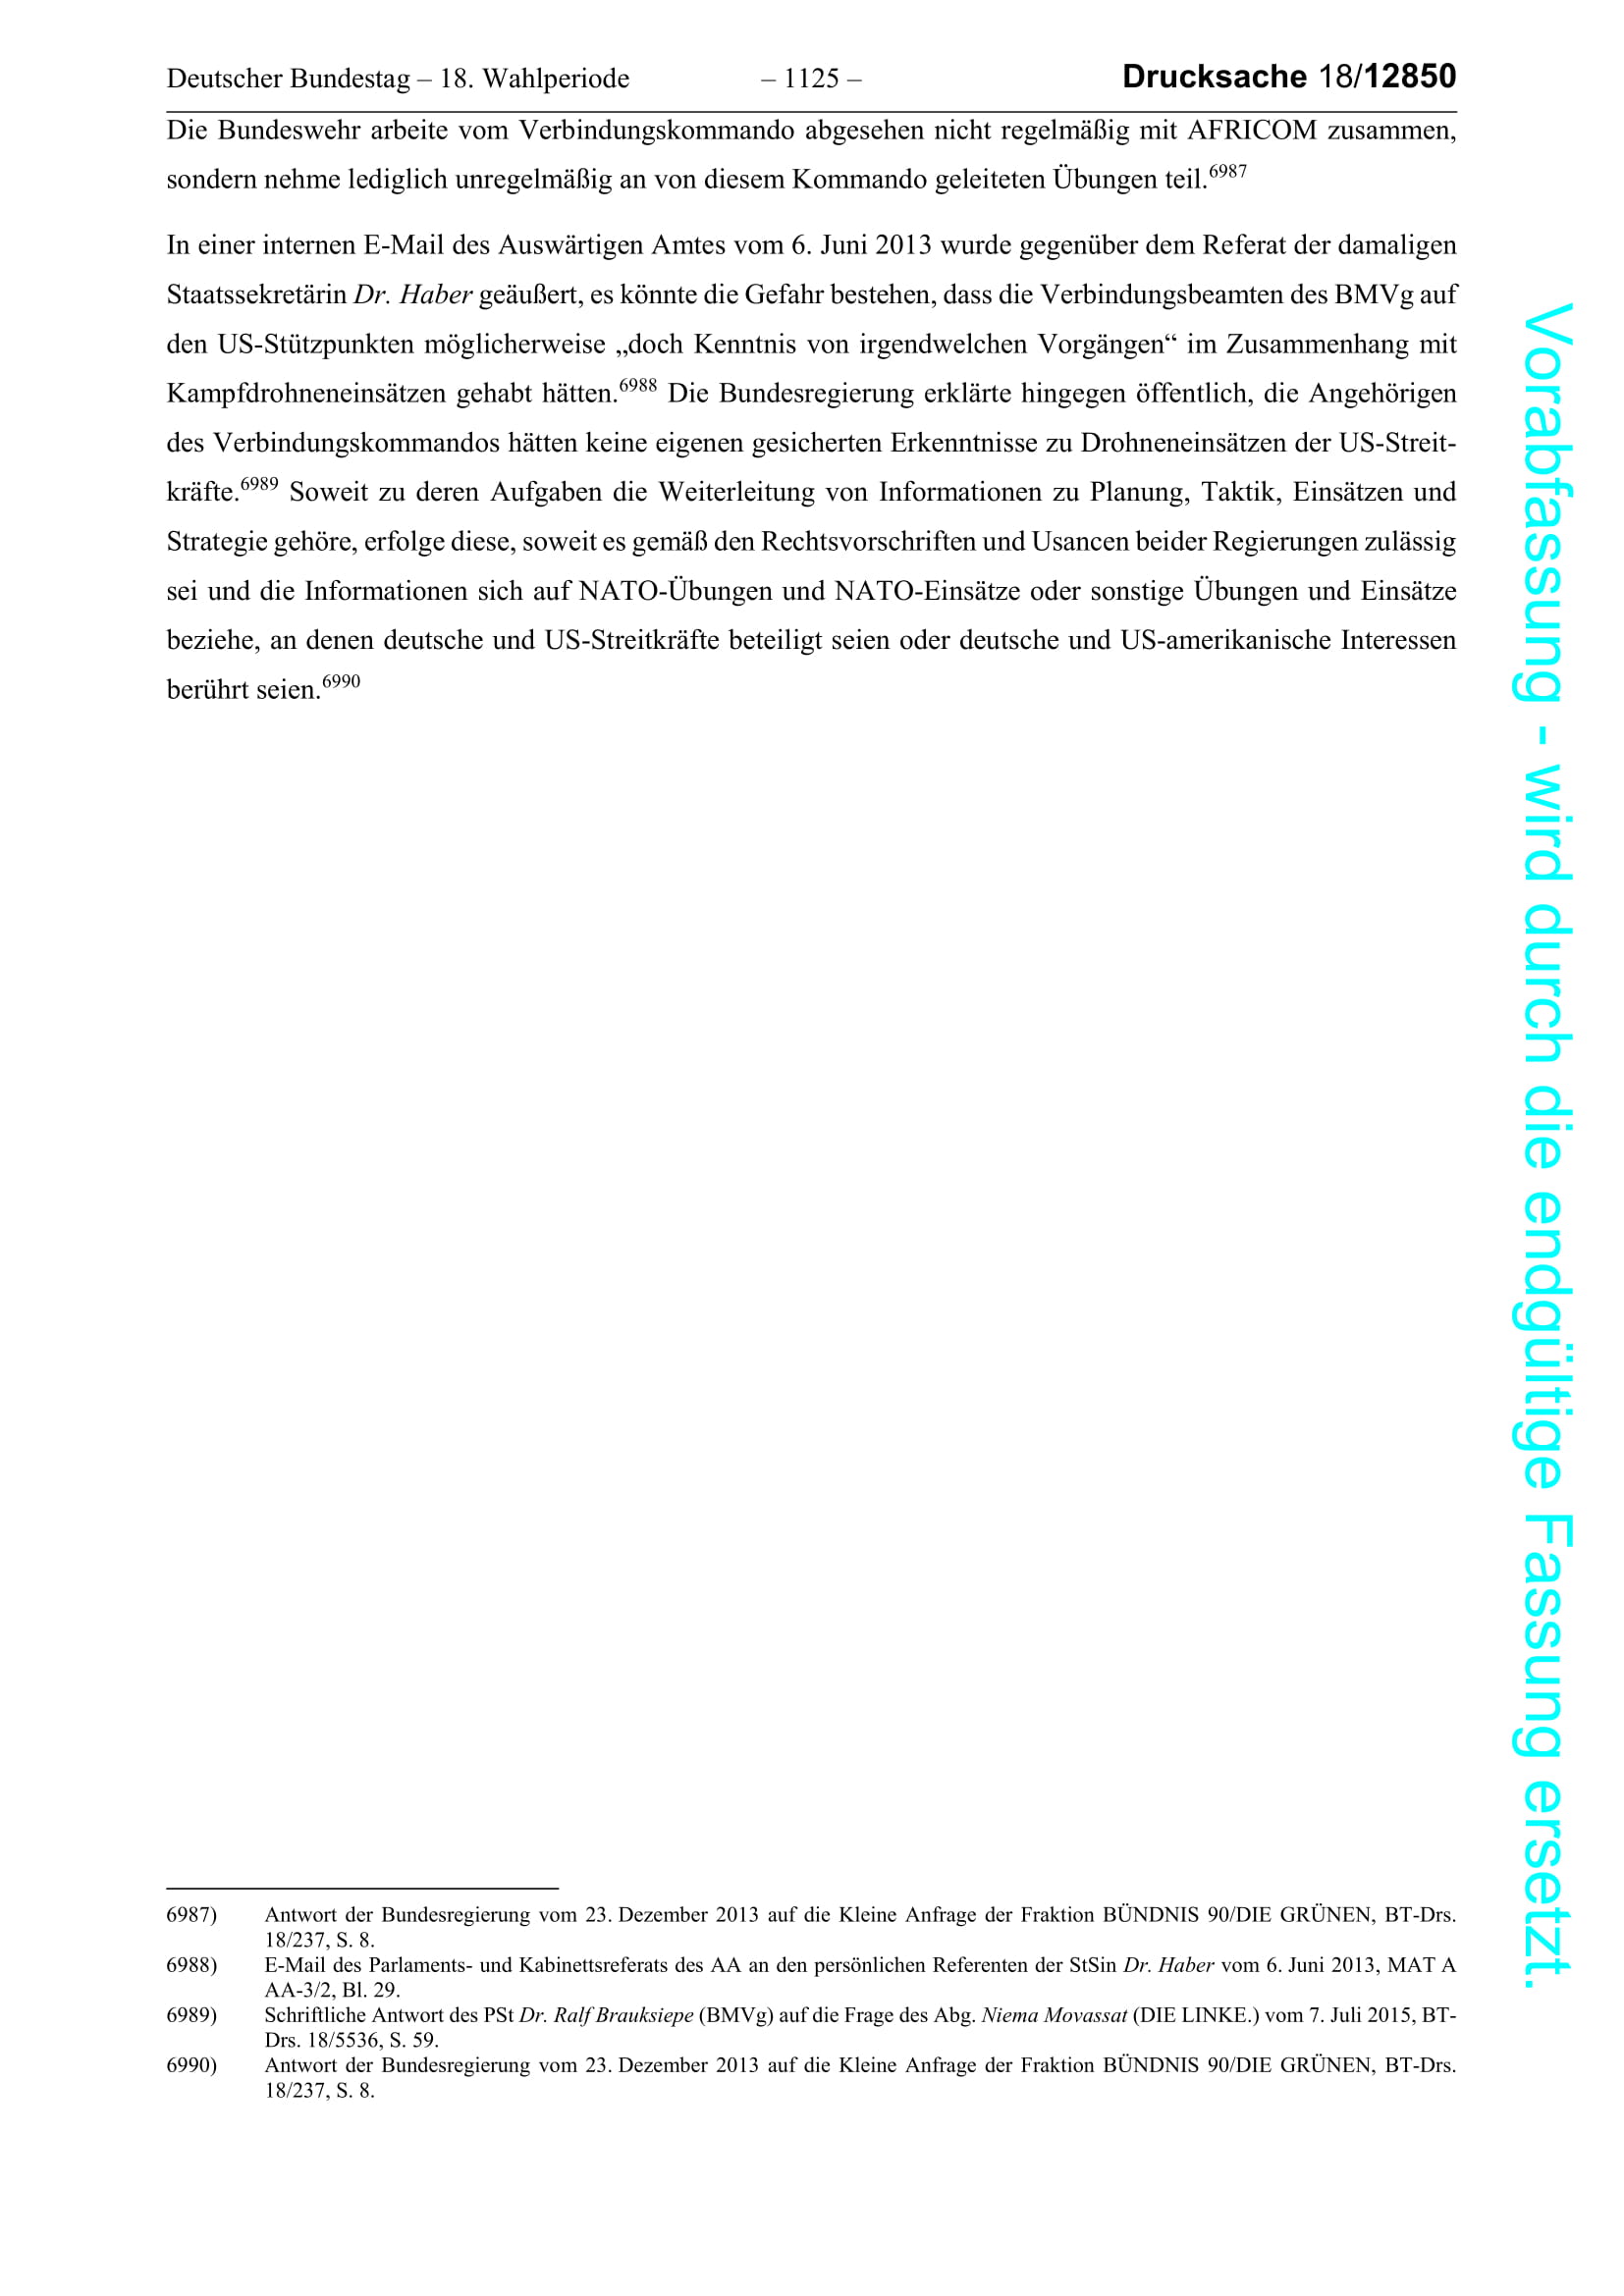 Deutscher Bundestag – 18. Wahlperiode – 1125 – Drucksache 18/12850
Die Bundeswehr arbeite vom Verbindungskommando abgesehen nicht regelmäßig mit AFRICOM zusammen,
sondern nehme lediglich unregelmäßig an von diesem Kommando geleiteten Übungen teil.6987
In einer internen E-Mail des Auswärtigen Amtes vom 6. Juni 2013 wurde gegenüber dem Referat der damaligen
Staatssekretärin Dr. Haber geäußert, es könnte die Gefahr bestehen, dass die Verbindungsbeamten des BMVg auf
den US-Stützpunkten möglicherweise „doch Kenntnis von irgendwelchen Vorgängen“ im Zusammenhang mit
Kampfdrohneneinsätzen gehabt hätten.6988 Die Bundesregierung erklärte hingegen öffentlich, die Angehörigen
des Verbindungskommandos hätten keine eigenen gesicherten Erkenntnisse zu Drohneneinsätzen der US-Streit-
kräfte.6989 Soweit zu deren Aufgaben die Weiterleitung von Informationen zu Planung, Taktik, Einsätzen und
Strategie gehöre, erfolge diese, soweit es gemäß den Rechtsvorschriften und Usancen beider Regierungen zulässig
sei und die Informationen sich auf NATO-Übungen und NATO-Einsätze oder sonstige Übungen und Einsätze
beziehe, an denen deutsche und US-Streitkräfte beteiligt seien oder deutsche und US-amerikanische Interessen
berührt seien.6990
6987) Antwort der Bundesregierung vom 23. Dezember 2013 auf die Kleine Anfrage der Fraktion BÜNDNIS 90/DIE GRÜNEN, BT-Drs.
18/237, S. 8.
6988) E-Mail des Parlaments- und Kabinettsreferats des AA an den persönlichen Referenten der StSin Dr. Haber vom 6. Juni 2013, MAT A
AA-3/2, Bl. 29.
6989) Schriftliche Antwort des PSt Dr. Ralf Brauksiepe (BMVg) auf die Frage des Abg. Niema Movassat (DIE LINKE.) vom 7. Juli 2015, BT-
Drs. 18/5536, S. 59.
6990) Antwort der Bundesregierung vom 23. Dezember 2013 auf die Kleine Anfrage der Fraktion BÜNDNIS 90/DIE GRÜNEN, BT-Drs.
18/237, S. 8.
Vorabfassung - wird durch die endgültige Fassung ersetzt.